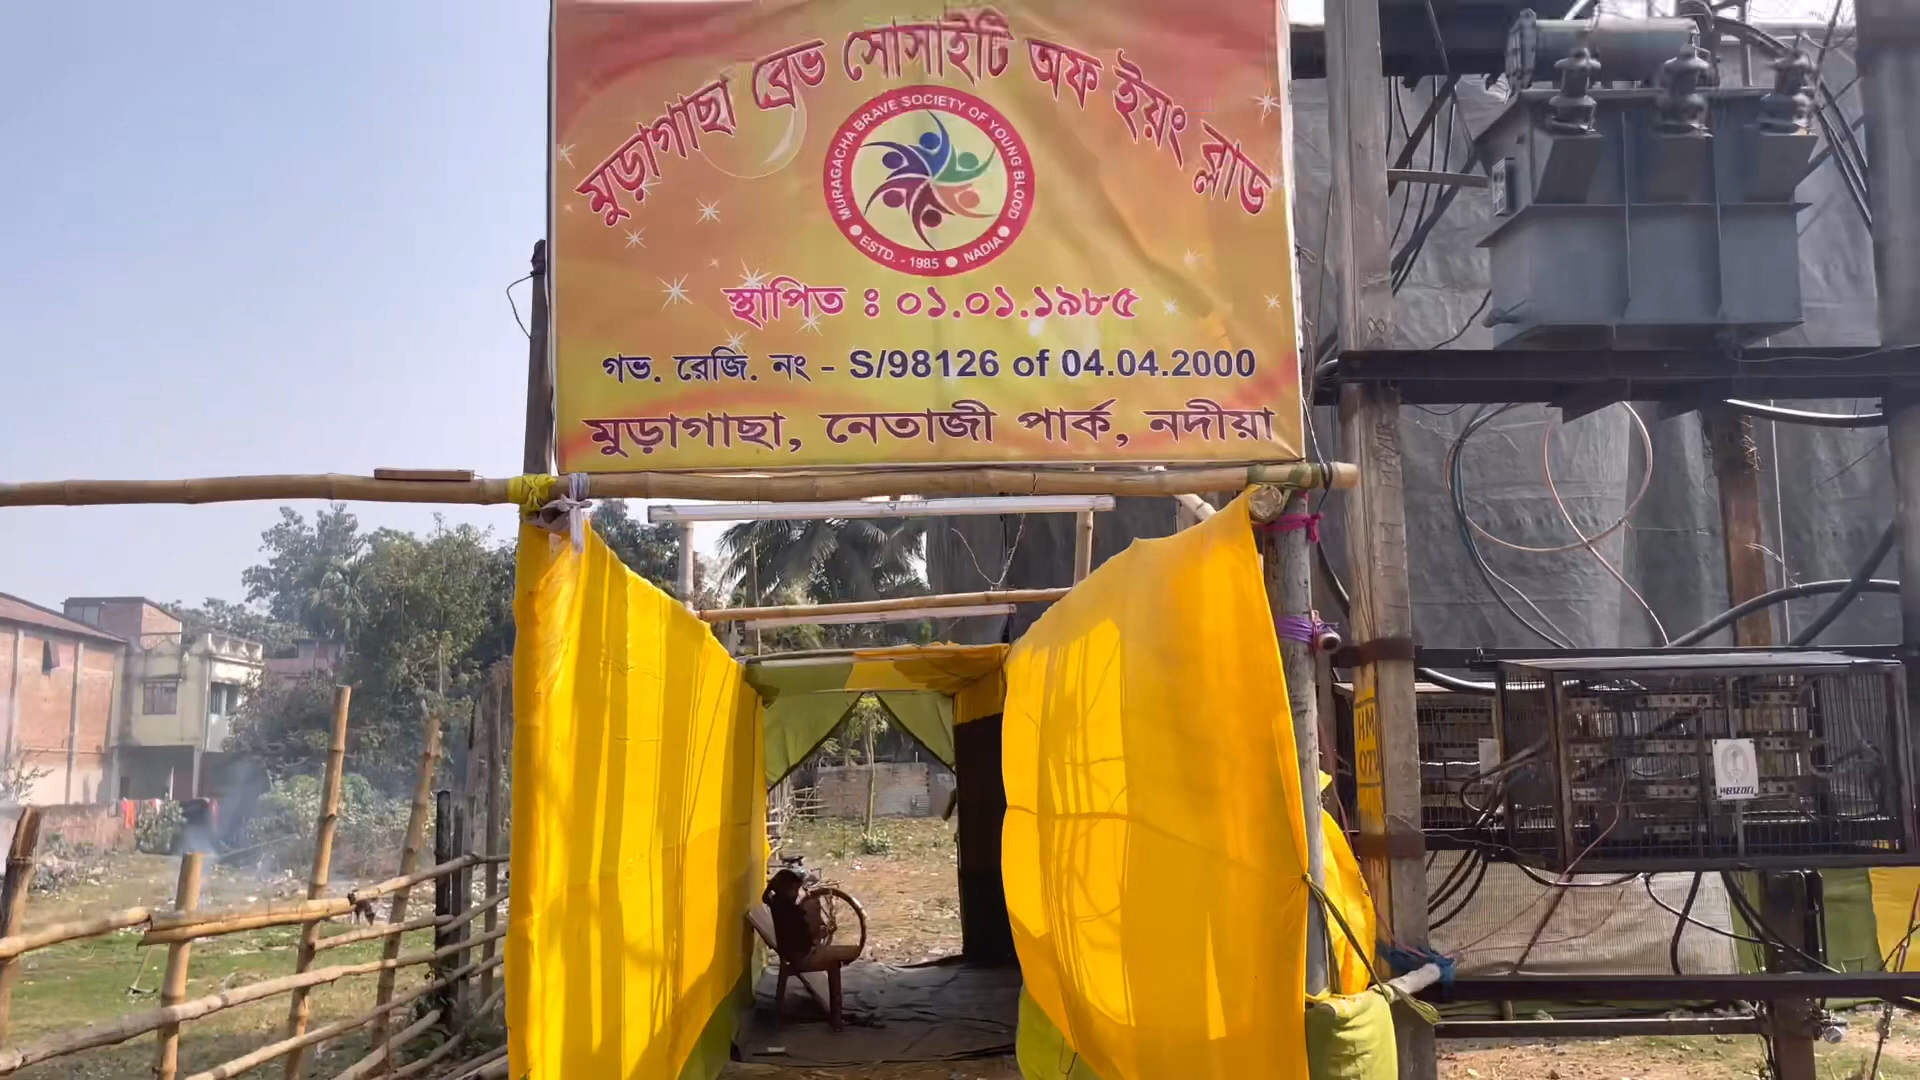 মুড়াগাছা ব্রেভ সোসাইটি অফ ইয়ং ব্লাড
MURAGACHA BRAVE SOCIETY OF YOUNG BLOOD
ESTD. - 1985 NADIA
স্থাপিত ঃ ০১.০১.১৯৮৫
গভ. রেজি. নং - S/98126 of 04.04.2000
মুড়াগাছা, নেতাজী পার্ক, নদীয়া